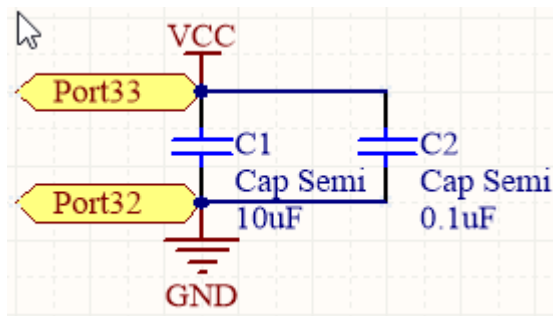 VCC
Port33
C1
Cap Semi
10uF
C2
Cap Semi
0.1uF
Port32
GND